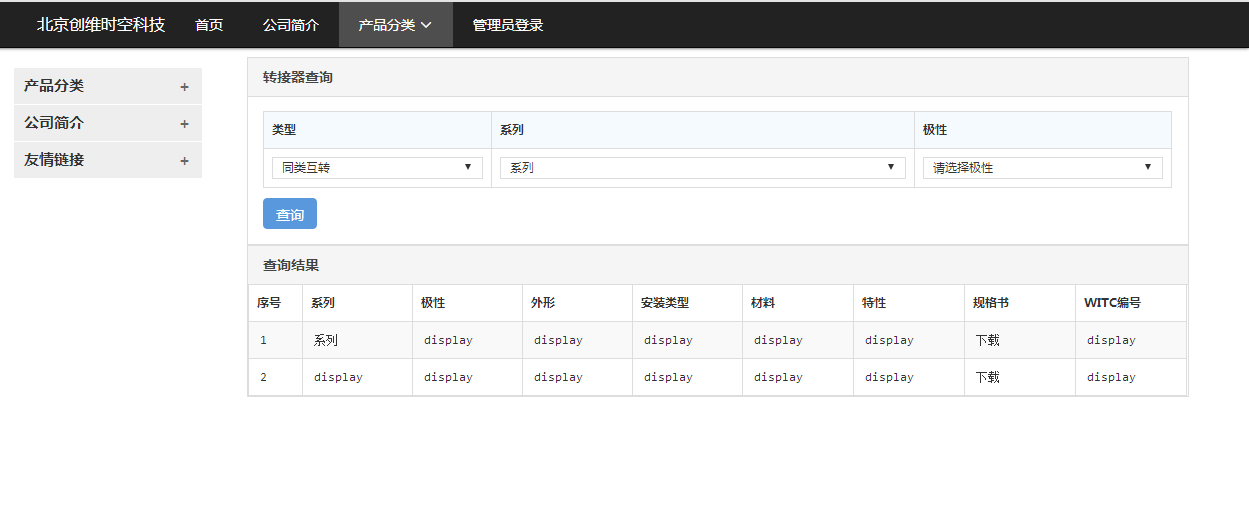 北京创维时空科技 首页 公司简介 产品分类 管理员登录
产品分类 +
公司简介 +
友情链接 +
转接器查询
类型 系列 极性
同类互转 系列 请选择极性
查询
查询结果
序号 系列 极性 外形 安装类型 材料 特性 规格书 WITC编号
1 系列 display display display display display 下载 display
2 display display display display display display 下载 display